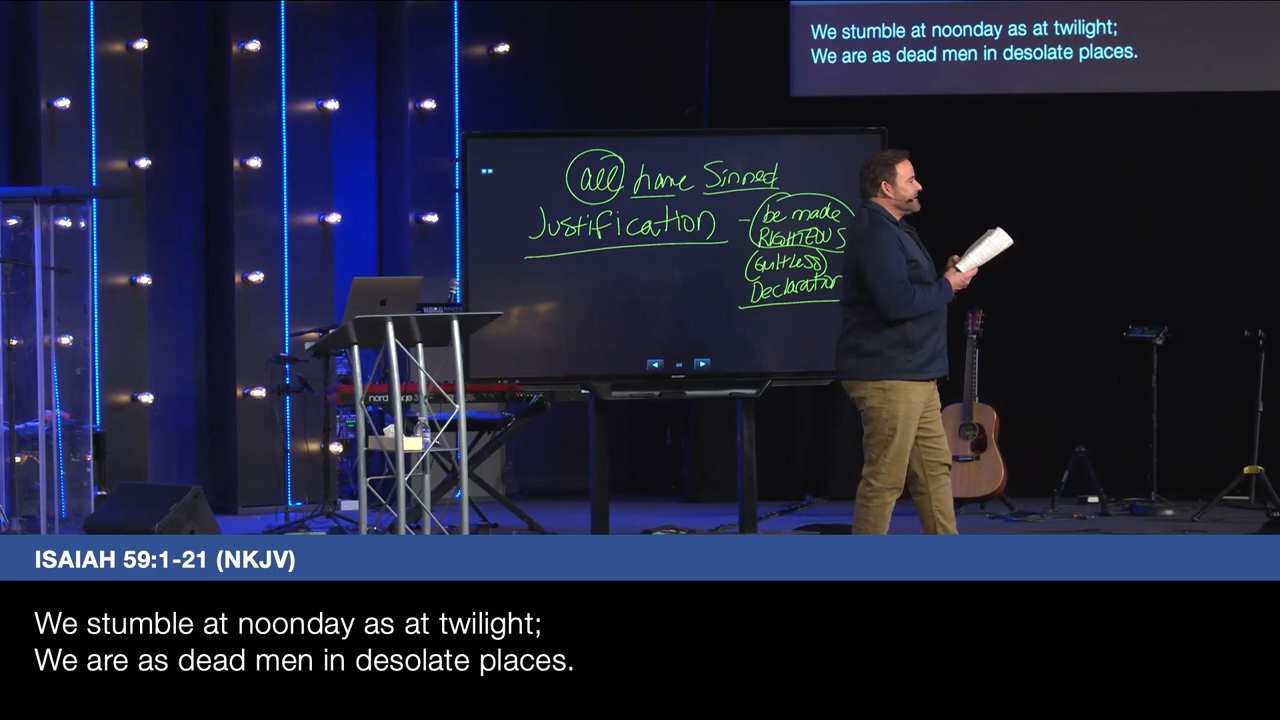 We stumble at noonday as at twilight;
We are as dead men in desolate places.
all have Sinned
Justification - be made
RIGHTEOUS
Guiltless
Declaration
KORG
nord
ISAIAH 59:1-21 (NKJV)
We stumble at noonday as at twilight;
We are as dead men in desolate places.